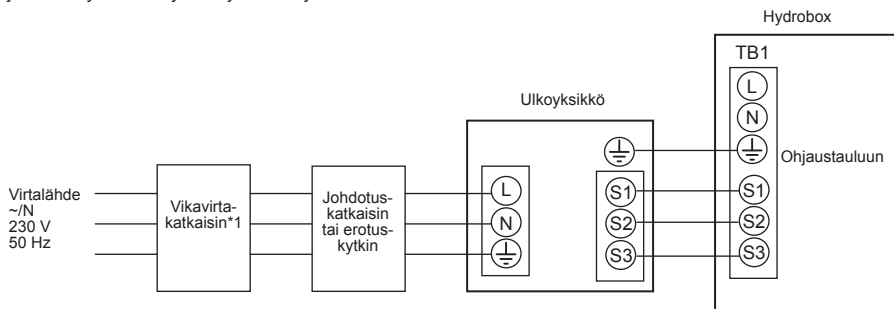 Hydrobox
TB1
L
N
Ulkoyksikkö
Ohjaustauluun
Virtalähde
~/N
230 V
50 Hz
Vikavirta-
katkaisin*1
Johdotus-
katkaisin
tai erotus-
kytkin
L
N
S1
S2
S3
S1
S2
S3